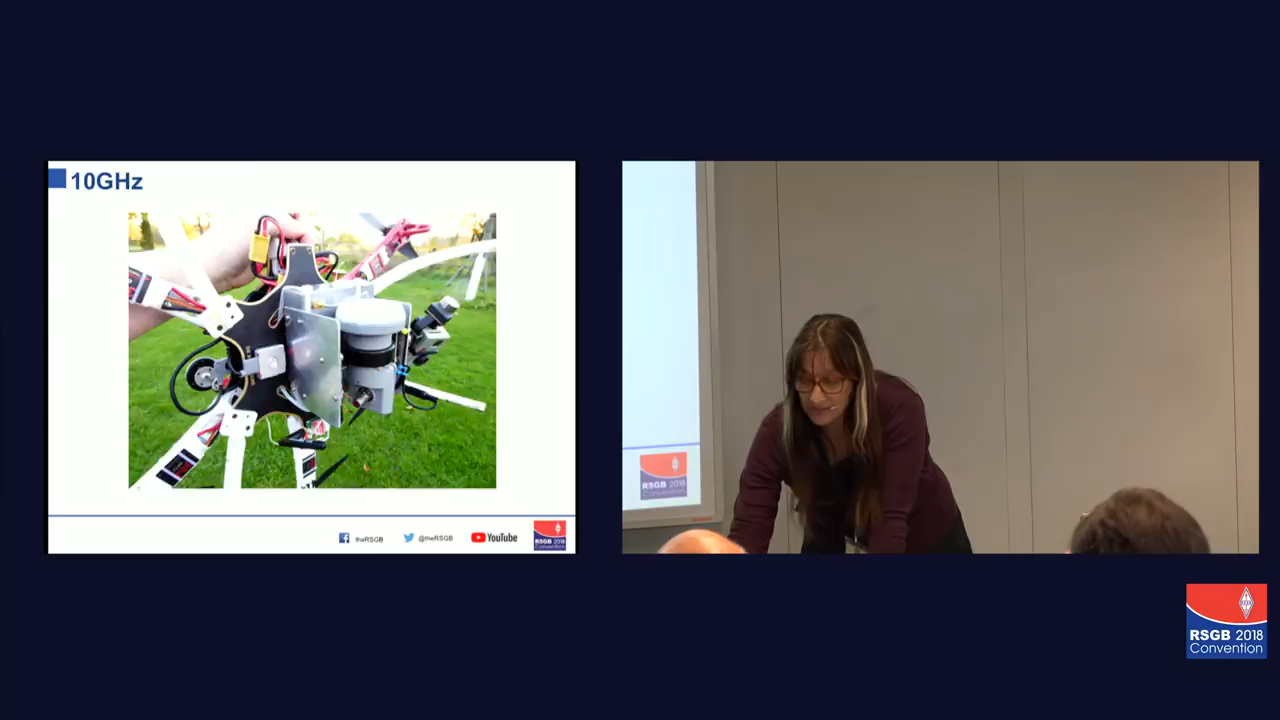 10GHz
theRSGB
@theRSGB
YouTube
RSGB 2018
Convention
RSGB 2018
Convention
RSGB 2018
Convention